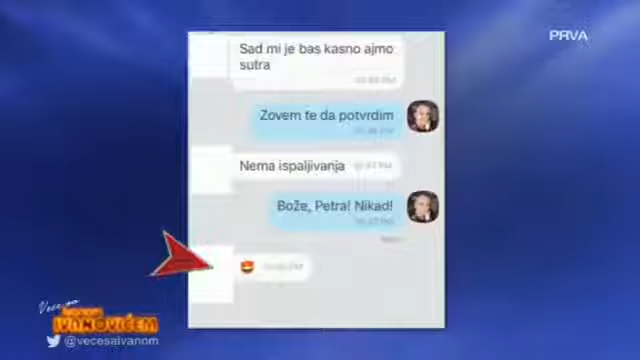 PRVA
Sad mi je bas kasno ajmo
sutra
Zovem te da potvrdim
Nema ispaljivanja
Bože, Petra! Nikad!
Veče sa
IVANOVIĆEM
@vecesaivanom